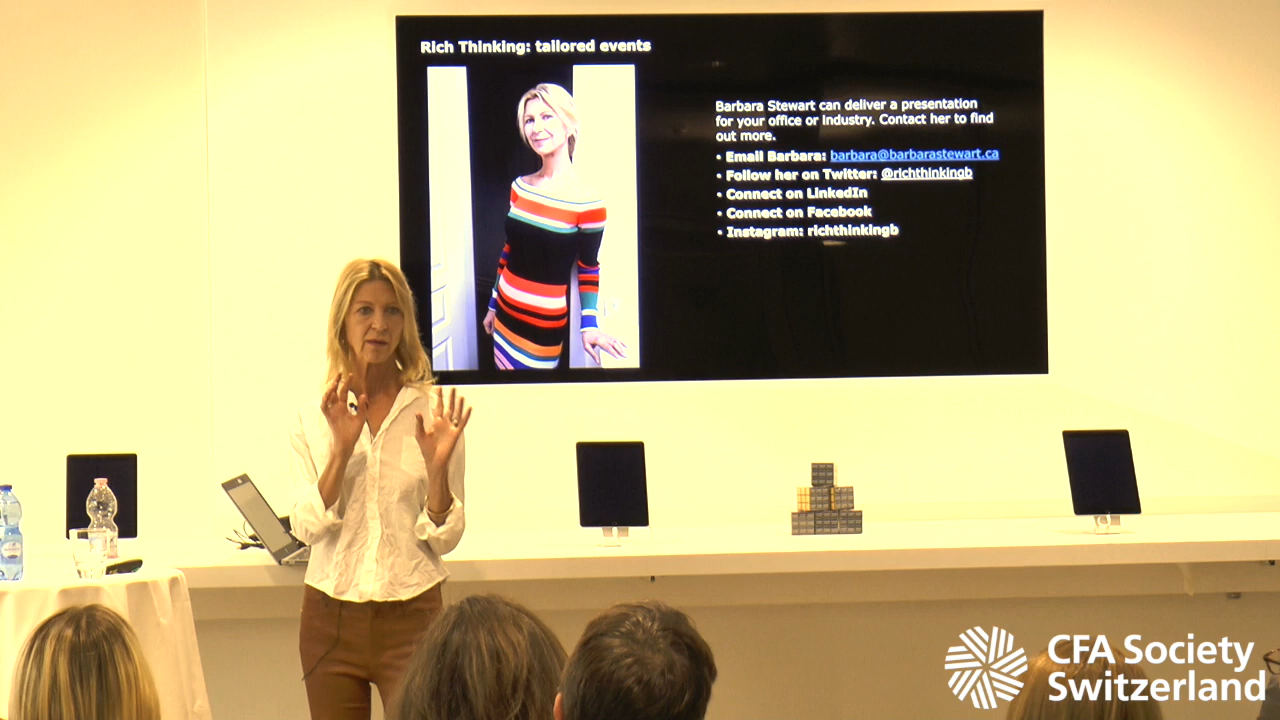 Rich Thinking: tailored events
Barbara Stewart can deliver a presentation
for your office or industry. Contact her to find
out more.
• Email Barbara: barbara@barbarastewart.ca
• Follow her on Twitter: @richthinkingb
• Connect on LinkedIn
• Connect on Facebook
• Instagram: richthinkingb
CFA Society
Switzerland